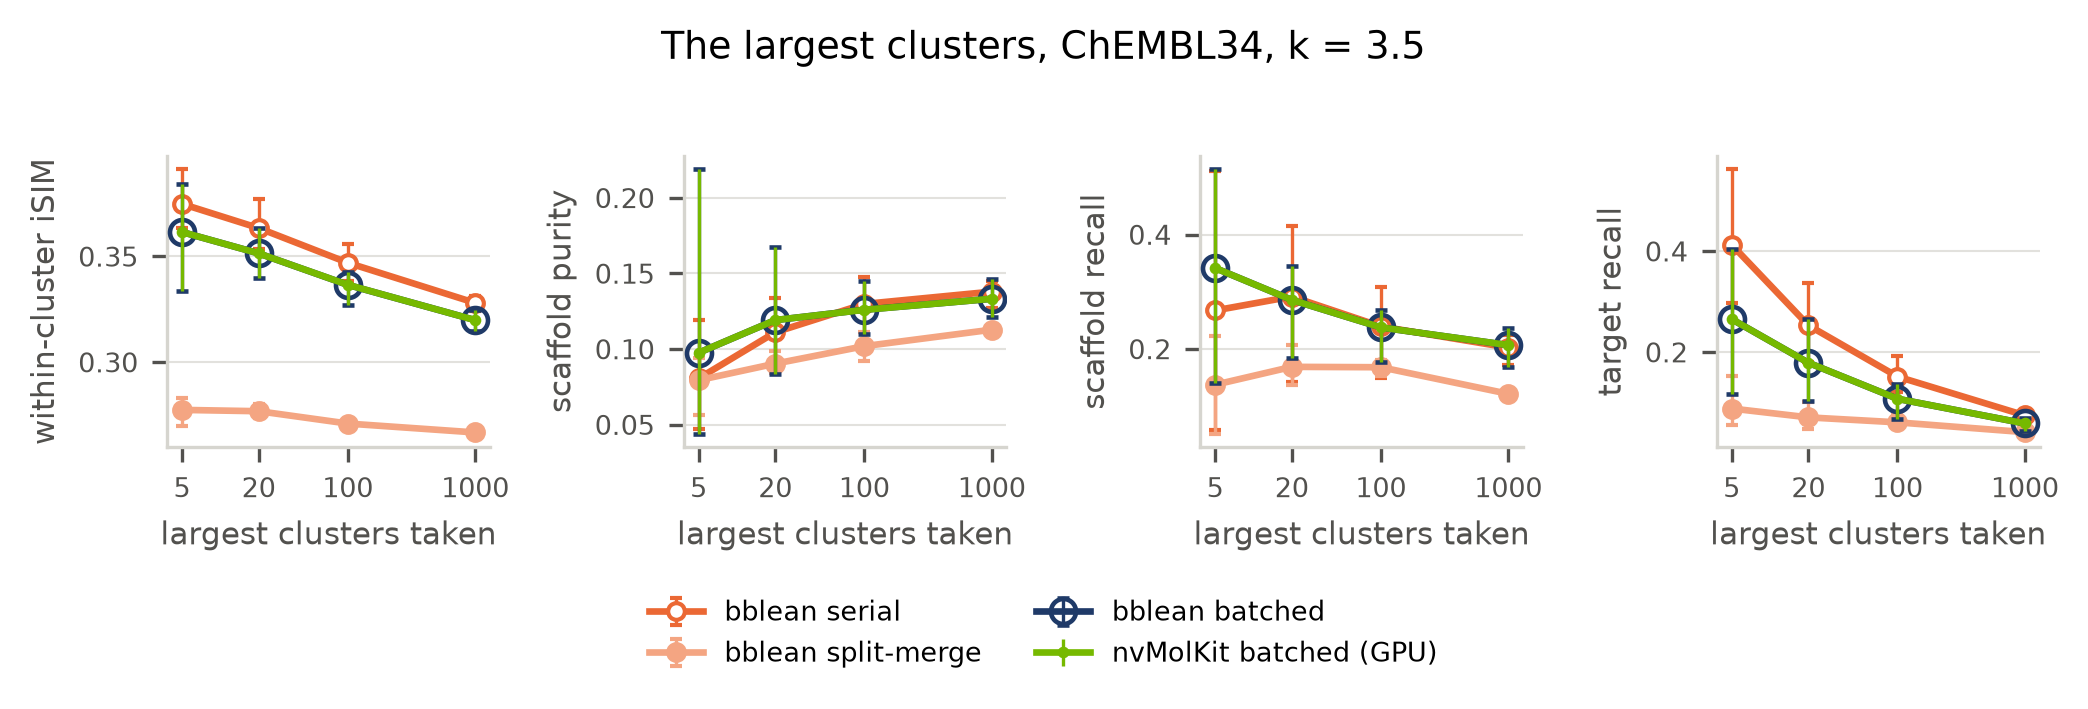 The largest clusters, ChEMBL34, k = 3.5
within-cluster iSIM
0.35
0.30
5 20 100 1000
largest clusters taken
scaffold purity
0.20
0.15
0.10
0.05
5 20 100 1000
largest clusters taken
scaffold recall
0.4
0.2
5 20 100 1000
largest clusters taken
target recall
0.4
0.2
5 20 100 1000
largest clusters taken
bblean serial
bblean split-merge
bblean batched
nvMolKit batched (GPU)